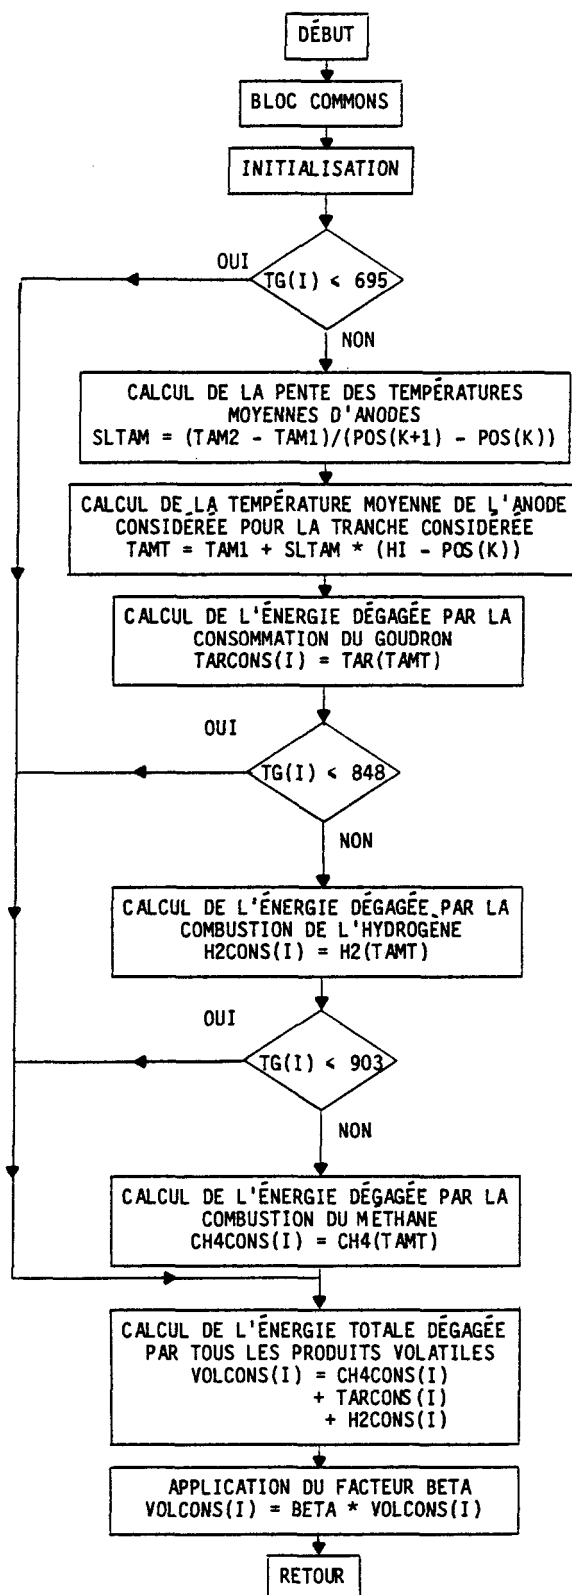 DÉBUT
BLOC COMMONS
INITIALISATION
OUI
TG(I) < 695
NON
CALCUL DE LA PENTE DES TEMPÉRATURES
MOYENNES D'ANODES
SLTAM = (TAM2 - TAM1)/(POS(K+1) - POS(K))
CALCUL DE LA TEMPÉRATURE MOYENNE DE L'ANODE
CONSIDÉRÉE POUR LA TRANCHE CONSIDÉRÉE
TAMT = TAM1 + SLTAM * (HI - POS(K))
CALCUL DE L'ÉNERGIE DÉGAGÉE PAR LA
CONSOMMATION DU GOUDRON
TARCONS(I) = TAR(TAMT)
OUI
TG(I) < 848
NON
CALCUL DE L'ÉNERGIE DÉGAGÉE PAR LA
COMBUSTION DE L'HYDROGÈNE
H2CONS(I) = H2(TAMT)
OUI
TG(I) < 903
NON
CALCUL DE L'ÉNERGIE DÉGAGÉE PAR LA
COMBUSTION DU MÉTHANE
CH4CONS(I) = CH4(TAMT)
CALCUL DE L'ÉNERGIE TOTALE DÉGAGÉE
PAR TOUS LES PRODUITS VOLATILES
VOLCONS(I) = CH4CONS(I)
+ TARCONS(I)
+ H2CONS(I)
APPLICATION DU FACTEUR BETA
VOLCONS(I) = BETA * VOLCONS(I)
RETOUR